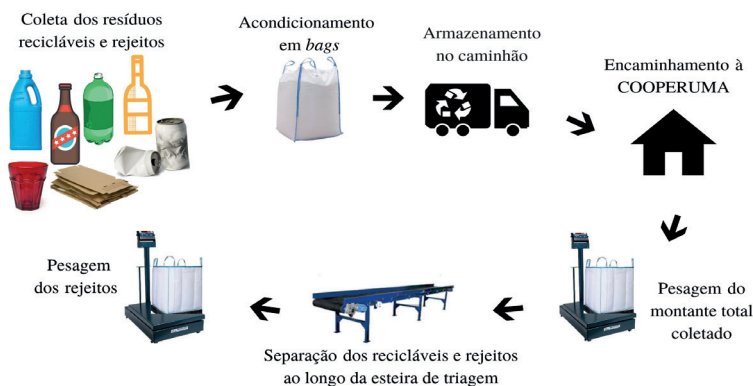 Coleta dos resíduos
recicláveis e rejeitos
Acondicionamento
em bags
Armazenamento
no caminhão
Encaminhamento à
COOPERUMA
Pesagem do
montante total
coletado
Separação dos recicláveis e rejeitos
ao longo da esteira de triagem
Pesagem
dos rejeitos